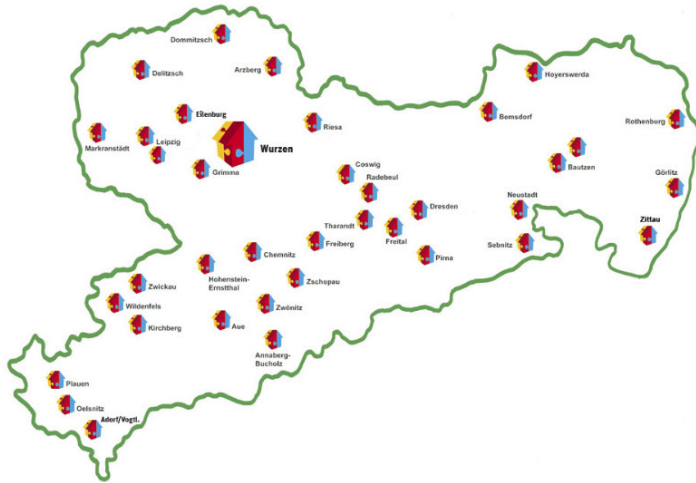 Dommitzsch
Delitzsch
Arzberg
Hoyerswerda
Eilenburg
Bernsdorf
Rothenburg
Riesa
Markranstädt
Leipzig
Wurzen
Grimma
Coswig
Bautzen
Görlitz
Radebeul
Dresden
Neustadt
Tharandt
Freital
Zittau
Freiberg
Sebnitz
Chemnitz
Pirna
Hohenstein-
Ernstthal
Zschopau
Zwickau
Wildenfels
Zwönitz
Kirchberg
Aue
Annaberg-
Bucholz
Plauen
Oelsnitz
Adorf/Vogtl.